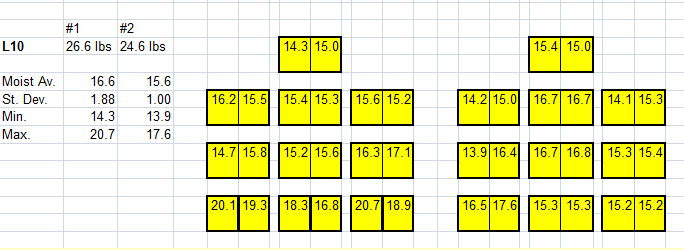 #1 #2
L10 26.6 lbs 24.6 lbs 14.3 15.0 15.4 15.0
Moist Av. 16.6 15.6
St. Dev. 1.88 1.00 16.2 15.5 15.4 15.3 15.6 15.2 14.2 15.0 16.7 16.7 14.1 15.3
Min. 14.3 13.9
Max. 20.7 17.6
14.7 15.8 15.2 15.6 16.3 17.1 13.9 16.4 16.7 16.8 15.3 15.4
20.1 19.3 18.3 16.8 20.7 18.9 16.5 17.6 15.3 15.3 15.2 15.2